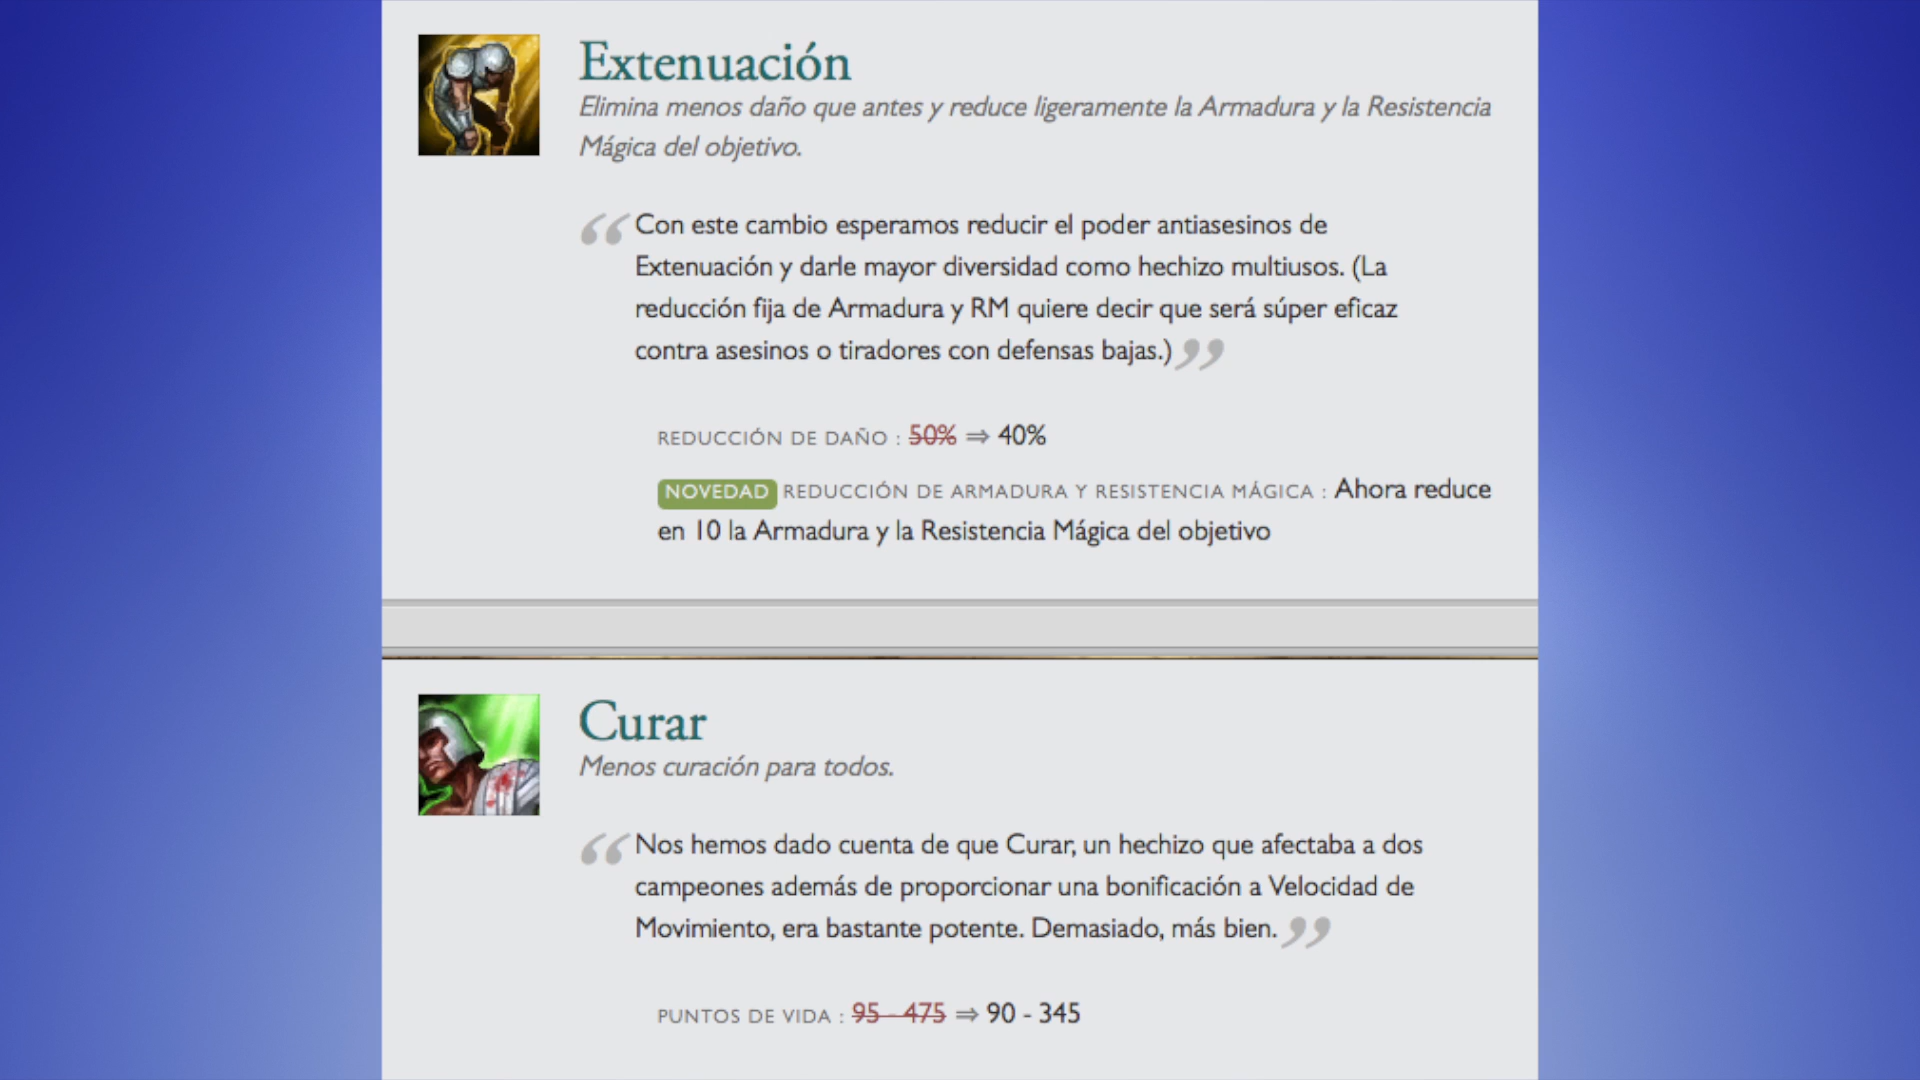 Extenuación
Elimina menos daño que antes y reduce ligeramente la Armadura y la Resistencia
Mágica del objetivo.
“Con este cambio esperamos reducir el poder antiasesinos de
Extenuación y darle mayor diversidad como hechizo multiusos. (La
reducción fija de Armadura y RM quiere decir que será súper eficaz
contra asesinos o tiradores con defensas bajas.)”
REDUCCIÓN DE DAÑO : 50% ⇒ 40%
NOVEDAD REDUCCIÓN DE ARMADURA Y RESISTENCIA MÁGICA : Ahora reduce
en 10 la Armadura y la Resistencia Mágica del objetivo
Curar
Menos curación para todos.
“Nos hemos dado cuenta de que Curar, un hechizo que afectaba a dos
campeones además de proporcionar una bonificación a Velocidad de
Movimiento, era bastante potente. Demasiado, más bien.”
PUNTOS DE VIDA : 95 - 475 ⇒ 90 - 345